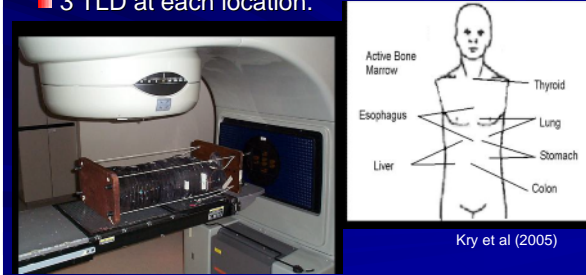 3 TLD at each location.
Active Bone
Marrow
Thyroid
Esophagus
Lung
Stomach
Liver
Colon
Kry et al (2005)